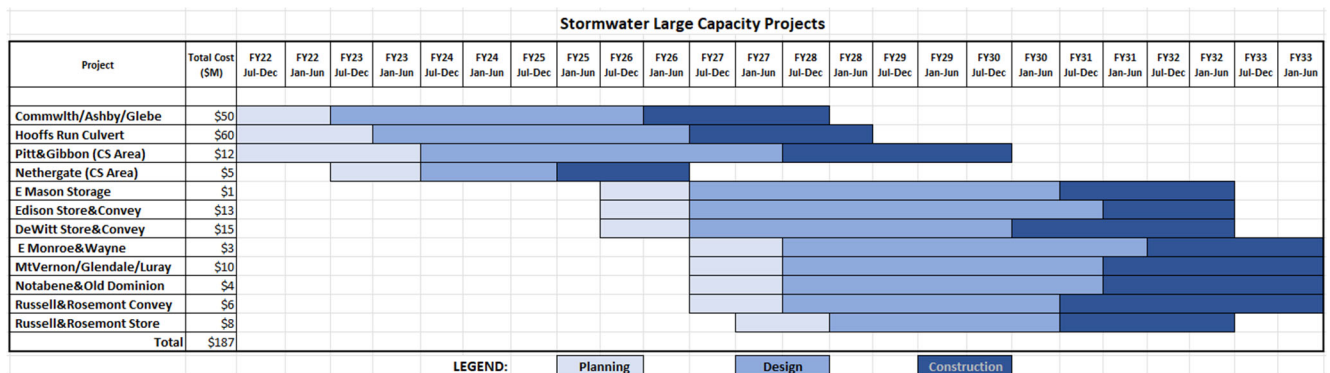 Stormwater Large Capacity Projects
Project Total Cost ($M) FY22 Jul-Dec FY22 Jan-Jun FY23 Jul-Dec FY23 Jan-Jun FY24 Jul-Dec FY24 Jan-Jun FY25 Jul-Dec FY25 Jan-Jun FY26 Jul-Dec FY26 Jan-Jun FY27 Jul-Dec FY27 Jan-Jun FY28 Jul-Dec FY28 Jan-Jun FY29 Jul-Dec FY29 Jan-Jun FY30 Jul-Dec FY30 Jan-Jun FY31 Jul-Dec FY31 Jan-Jun FY32 Jul-Dec FY32 Jan-Jun FY33 Jul-Dec FY33 Jan-Jun
Commwlth/Ashby/Glebe $50
Hooffs Run Culvert $60
Pitt&Gibbon (CS Area) $12
Nethergate (CS Area) $5
E Mason Storage $1
Edison Store&Convey $13
DeWitt Store&Convey $15
E Monroe&Wayne $3
MtVernon/Glendale/Luray $10
Notabene&Old Dominion $4
Russell&Rosemont Convey $6
Russell&Rosemont Store $8
Total $187
LEGEND: Planning Design Construction